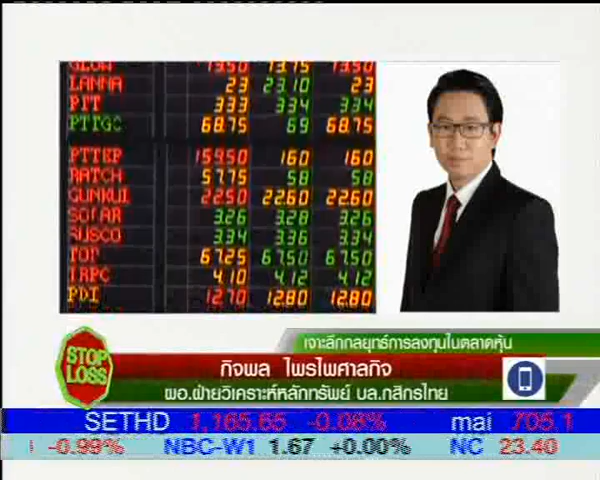 GLOW 73.50 73.75 73.50
LANNA 23 23.10 23
PTT 333 334 334
PTTGC 68.75 69 68.75
PTTEP 159.50 160 160
RATCH 57.75 58 58
GUNKUL 22.50 22.60 22.60
SOLAR 3.26 3.28 3.26
SUSCO 3.34 3.36 3.34
TOP 67.25 67.50 67.50
IRPC 4.10 4.12 4.12
PDI 12.70 12.80 12.80
เจาะลึกกลยุทธ์การลงทุนในตลาดหุ้น
STOP LOSS
กิจพล ไพรไพศาลกิจ
ผอ.ฝ่ายวิเคราะห์หลักทรัพย์ บล.กสิกรไทย
SETHD 1,165.65 -0.08% mai 705.1
-0.99% NBC-W1 1.67 +0.00% NC 23.40